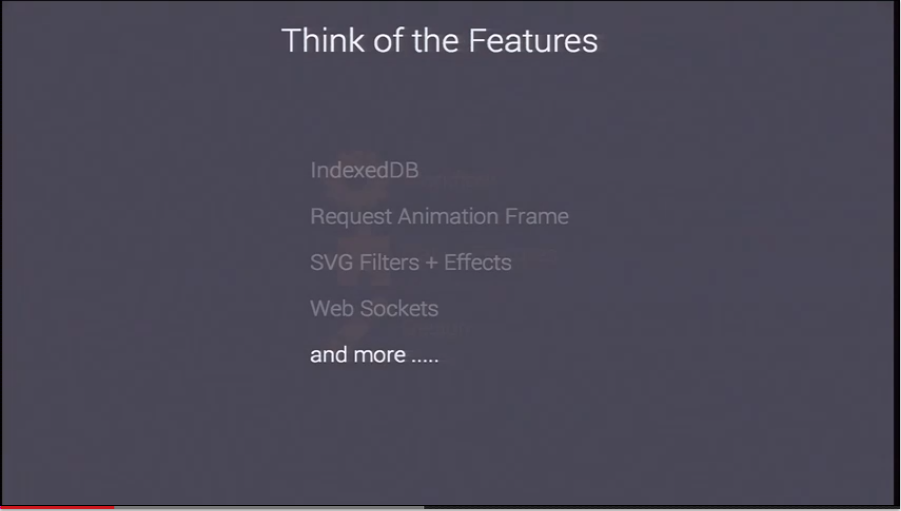 Think of the Features
IndexedDB
Request Animation Frame
SVG Filters + Effects
Web Sockets
and more .....